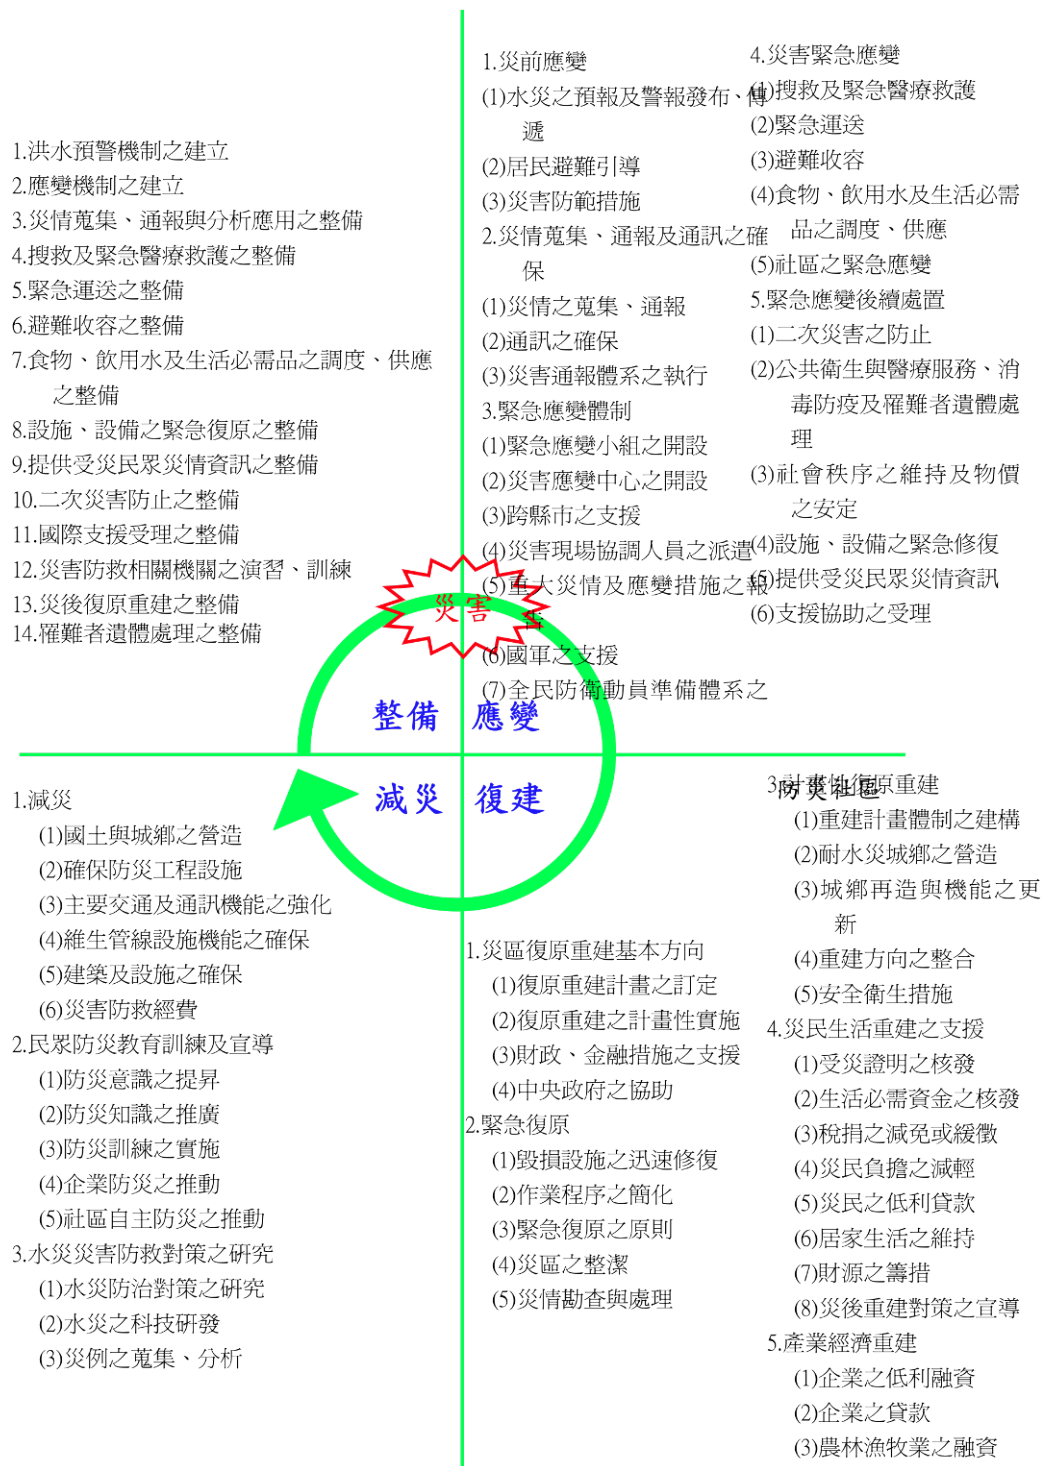 1.洪水預警機制之建立
2.應變機制之建立
3.災情蒐集、通報與分析應用之整備
4.搜救及緊急醫療救護之整備
5.緊急運送之整備
6.避難收容之整備
7.食物、飲用水及生活必需品之調度、供應
之整備
8.設施、設備之緊急復原之整備
9.提供受災民眾災情資訊之整備
10.二次災害防止之整備
11.國際支援受理之整備
12.災害防救相關機關之演習、訓練
13.災後復原重建之整備
14.罹難者遺體處理之整備
1.災前應變
(1)水災之預報及警報發布、傳
遞
(2)居民避難引導
(3)災害防範措施
2.災情蒐集、通報及通訊之確
保
(1)災情之蒐集、通報
(2)通訊之確保
(3)災害通報體系之執行
3.緊急應變體制
(1)緊急應變小組之開設
(2)災害應變中心之開設
(3)跨縣市之支援
(4)災害現場協調人員之派遣
(5)重大災情及應變措施之報
告
(6)國軍之支援
(7)全民防衛動員準備體系之
4.災害緊急應變
(1)搜救及緊急醫療救護
(2)緊急運送
(3)避難收容
(4)食物、飲用水及生活必需
品之調度、供應
(5)社區之緊急應變
5.緊急應變後續處置
(1)二次災害之防止
(2)公共衛生與醫療服務、消
毒防疫及罹難者遺體處
理
(3)社會秩序之維持及物價
之安定
(4)設施、設備之緊急修復
(5)提供受災民眾災情資訊
(6)支援協助之受理
災害
整備
應變
減災
復建
1.減災
(1)國土與城鄉之營造
(2)確保防災工程設施
(3)主要交通及通訊機能之強化
(4)維生管線設施機能之確保
(5)建築及設施之確保
(6)災害防救經費
2.民眾防災教育訓練及宣導
(1)防災意識之提昇
(2)防災知識之推廣
(3)防災訓練之實施
(4)企業防災之推動
(5)社區自主防災之推動
3.水災災害防救對策之研究
(1)水災防治對策之研究
(2)水災之科技研發
(3)災例之蒐集、分析
1.災區復原重建基本方向
(1)復原重建計畫之訂定
(2)復原重建之計畫性實施
(3)財政、金融措施之支援
(4)中央政府之協助
2.緊急復原
(1)毀損設施之迅速修復
(2)作業程序之簡化
(3)緊急復原之原則
(4)災區之整潔
(5)災情勘查與處理
3.計畫性復原重建
防災社區
(1)重建計畫體制之建構
(2)耐水災城鄉之營造
(3)城鄉再造與機能之更
新
(4)重建方向之整合
(5)安全衛生措施
4.災民生活重建之支援
(1)受災證明之核發
(2)生活必需資金之核發
(3)稅捐之減免或緩徵
(4)災民負擔之減輕
(5)災民之低利貸款
(6)居家生活之維持
(7)財源之籌措
(8)災後重建對策之宣導
5.產業經濟重建
(1)企業之低利融資
(2)企業之貸款
(3)農林漁牧業之融資